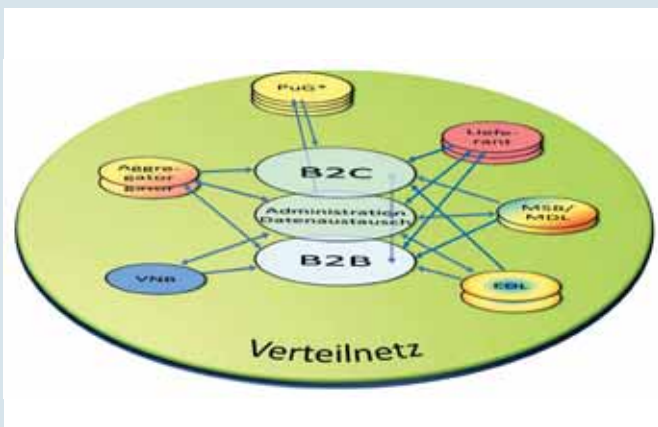 PuG*
Liefe-
rant
B2C
Aggre-
gator
Administration
Datenaustausch
MSB/
MDL
B2B
VNB
EDL
Verteilnetz